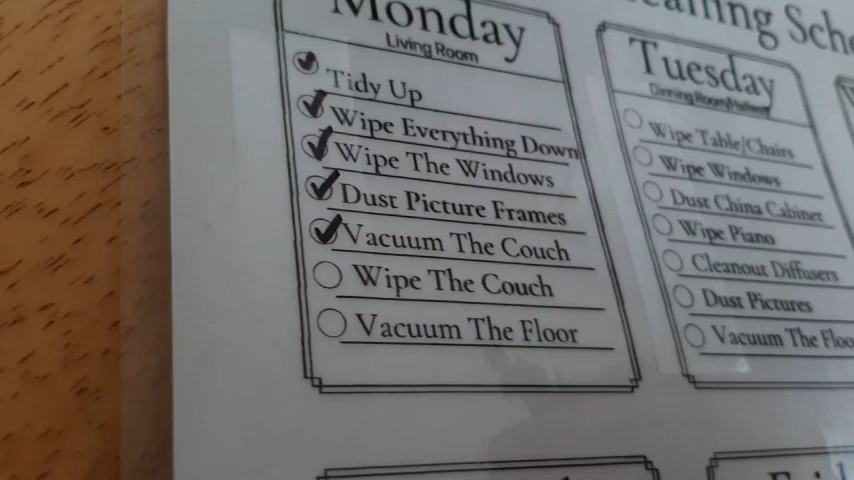 Cleaning Sche
Monday
Living Room
Tidy Up
Wipe Everything Down
Wipe The Windows
Dust Picture Frames
Vacuum The Couch
Wipe The Couch
Vacuum The Floor
Tuesday
Wipe Table/Chairs
Wipe Windows
Dust China Cabinet
Wipe Piano
Cleanout Diffusers
Dust Pictures
Vacuum The Floo